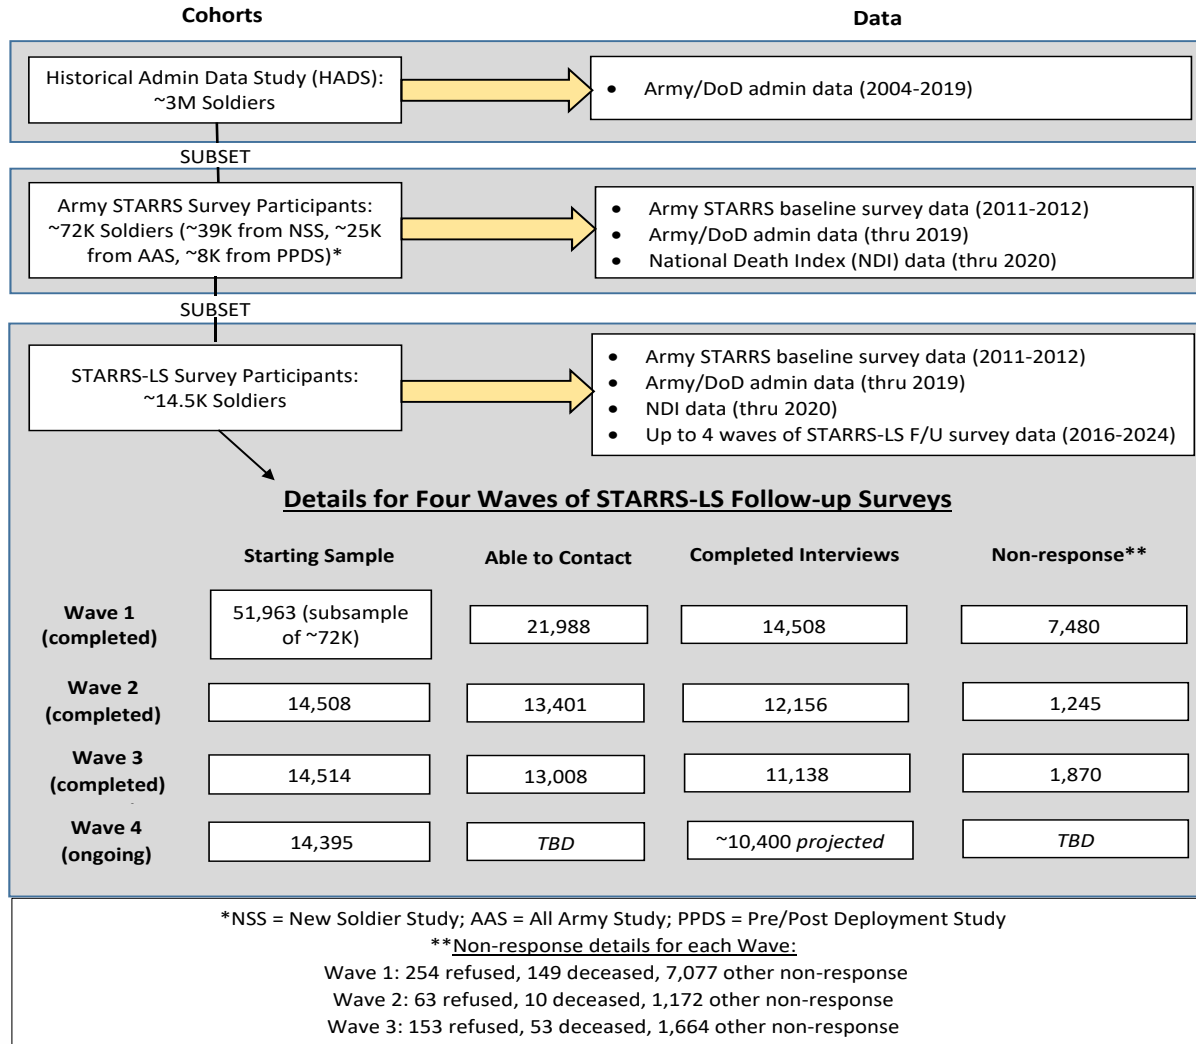 Cohorts
Data
Historical Admin Data Study (HADS):
~3M Soldiers
• Army/DoD admin data (2004-2019)
SUBSET
Army STARRS Survey Participants:
~72K Soldiers (~39K from NSS, ~25K
from AAS, ~8K from PPDS)*
• Army STARRS baseline survey data (2011-2012)
• Army/DoD admin data (thru 2019)
• National Death Index (NDI) data (thru 2020)
SUBSET
STARRS-LS Survey Participants:
~14.5K Soldiers
• Army STARRS baseline survey data (2011-2012)
• Army/DoD admin data (thru 2019)
• NDI data (thru 2020)
• Up to 4 waves of STARRS-LS F/U survey data (2016-2024)
Details for Four Waves of STARRS-LS Follow-up Surveys
Starting Sample
Able to Contact
Completed Interviews
Non-response**
Wave 1
(completed)
51,963 (subsample
of ~72K)
21,988
14,508
7,480
Wave 2
(completed)
14,508
13,401
12,156
1,245
Wave 3
(completed)
14,514
13,008
11,138
1,870
Wave 4
(ongoing)
14,395
TBD
~10,400 projected
TBD
*NSS = New Soldier Study; AAS = All Army Study; PPDS = Pre/Post Deployment Study
**Non-response details for each Wave:
Wave 1: 254 refused, 149 deceased, 7,077 other non-response
Wave 2: 63 refused, 10 deceased, 1,172 other non-response
Wave 3: 153 refused, 53 deceased, 1,664 other non-response